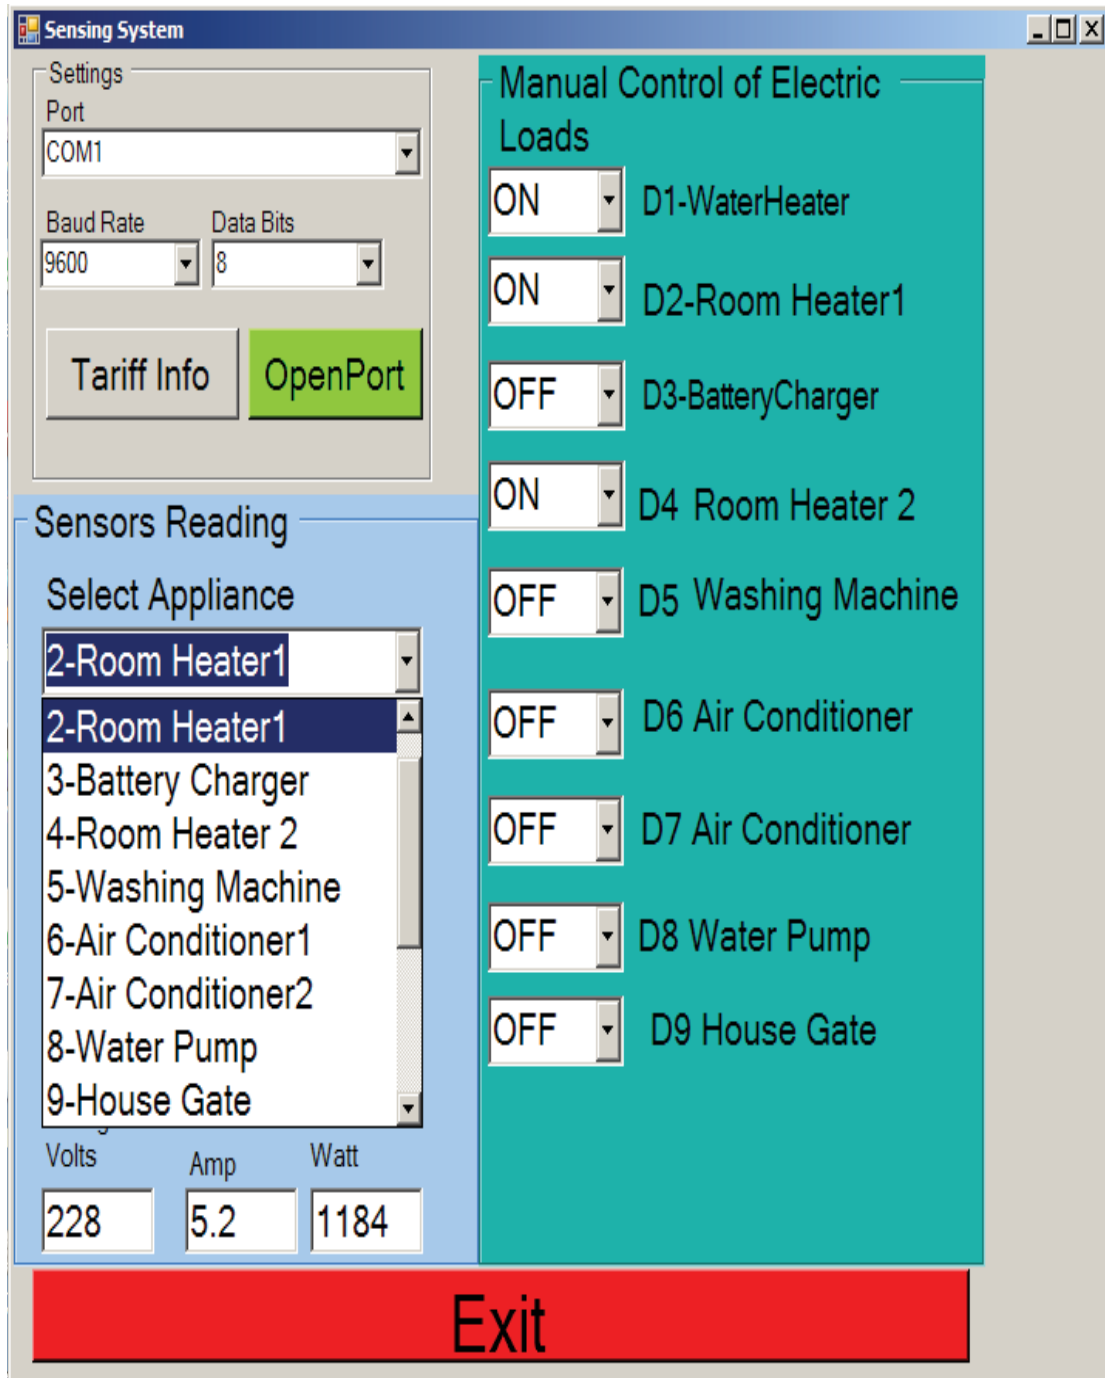 Sensing System
Settings
Port
COM1
Baud Rate
Data Bits
9600
8
Tariff Info
OpenPort
Sensors Reading
Select Appliance
2-Room Heater1
2-Room Heater1
3-Battery Charger
4-Room Heater 2
5-Washing Machine
6-Air Conditioner1
7-Air Conditioner2
8-Water Pump
9-House Gate
Volts
Amp
Watt
228
5.2
1184
Manual Control of Electric
Loads
ON D1-WaterHeater
ON D2-Room Heater1
OFF D3-BatteryCharger
ON D4 Room Heater 2
OFF D5 Washing Machine
OFF D6 Air Conditioner
OFF D7 Air Conditioner
OFF D8 Water Pump
OFF D9 House Gate
Exit